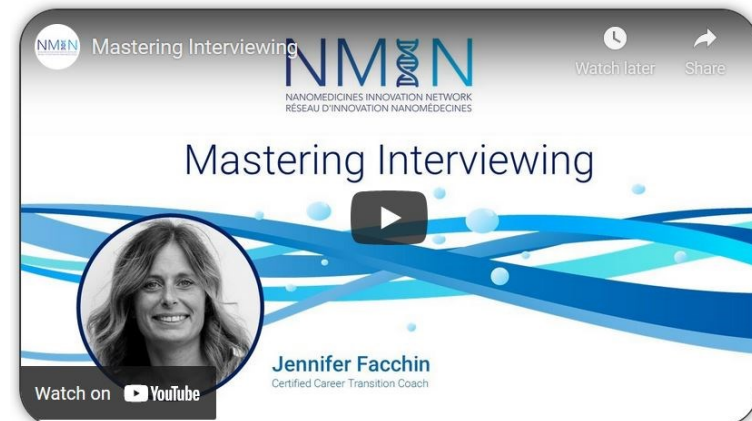 NMIN
Mastering Interviewing
Watch later
Share
NMIN
NANOMEDICINES INNOVATION NETWORK
RÉSEAU D'INNOVATION NANOMÉDECINES
Mastering Interviewing
Jennifer Facchin
Certified Career Transition Coach
Watch on YouTube